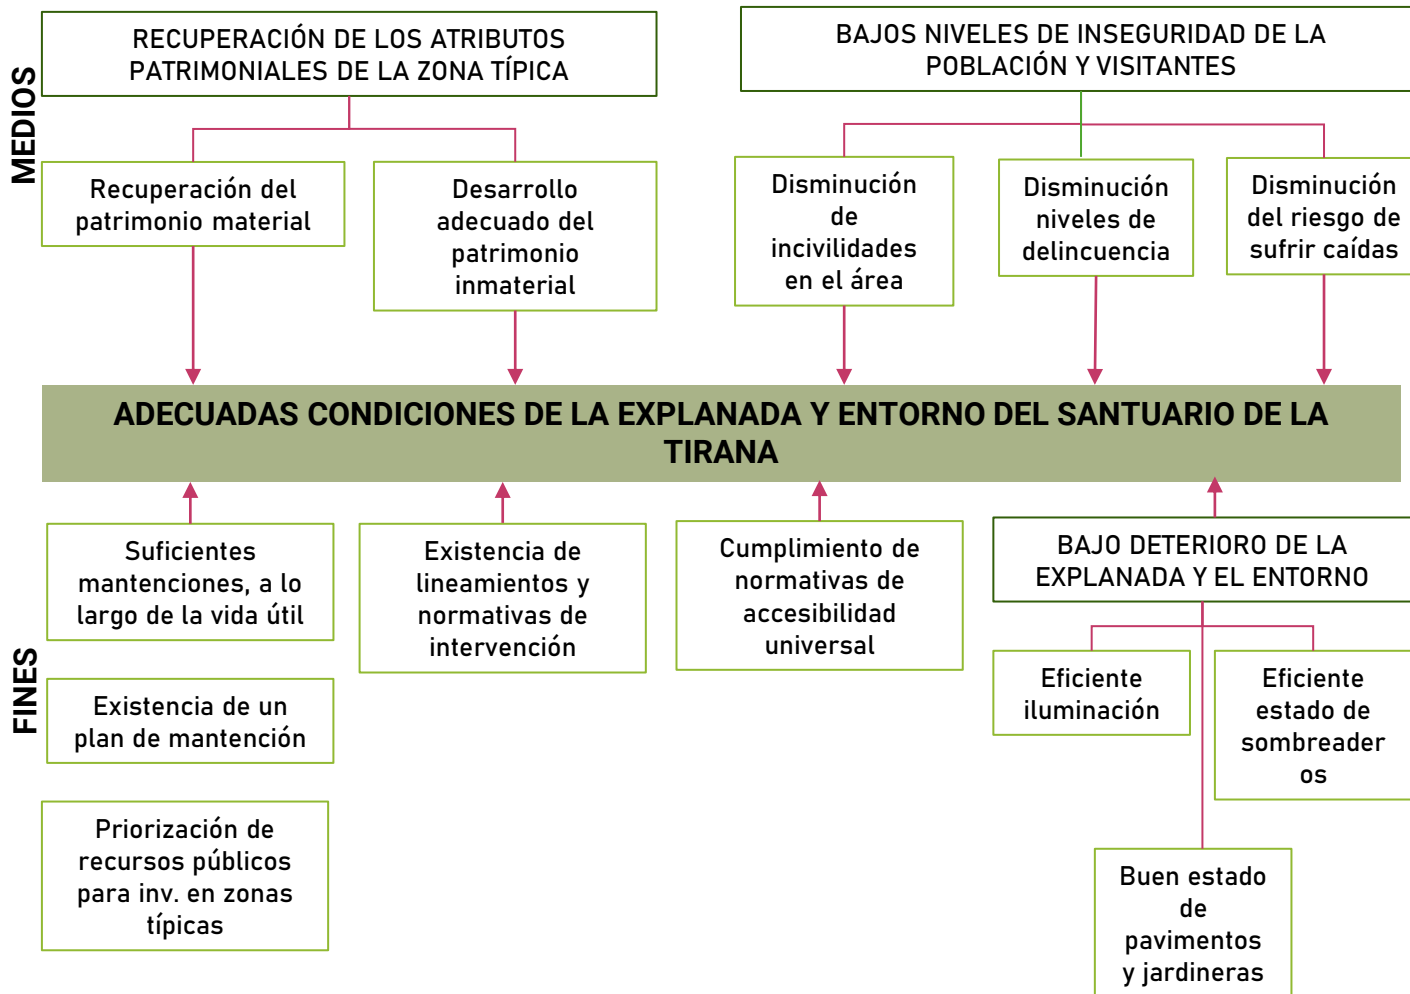 MEDIOS
RECUPERACIÓN DE LOS ATRIBUTOS
PATRIMONIALES DE LA ZONA TÍPICA
BAJOS NIVELES DE INSEGURIDAD DE LA
POBLACIÓN Y VISITANTES
Recuperación del
patrimonio material
Desarrollo
adecuado del
patrimonio
inmaterial
Disminución
de
incivilidades
en el área
Disminución
niveles de
delincuencia
Disminución
del riesgo de
sufrir caídas
ADECUADAS CONDICIONES DE LA EXPLANADA Y ENTORNO DEL SANTUARIO DE LA
TIRANA
FINES
Suficientes
mantenciones, a lo
largo de la vida útil
Existencia de
lineamientos y
normativas de
intervención
Cumplimiento de
normativas de
accesibilidad
universal
BAJO DETERIORO DE LA
EXPLANADA Y EL ENTORNO
Existencia de un
plan de mantención
Eficiente
iluminación
Eficiente
estado de
sombreader
os
Priorización de
recursos públicos
para inv. en zonas
típicas
Buen estado
de
pavimentos
y jardineras